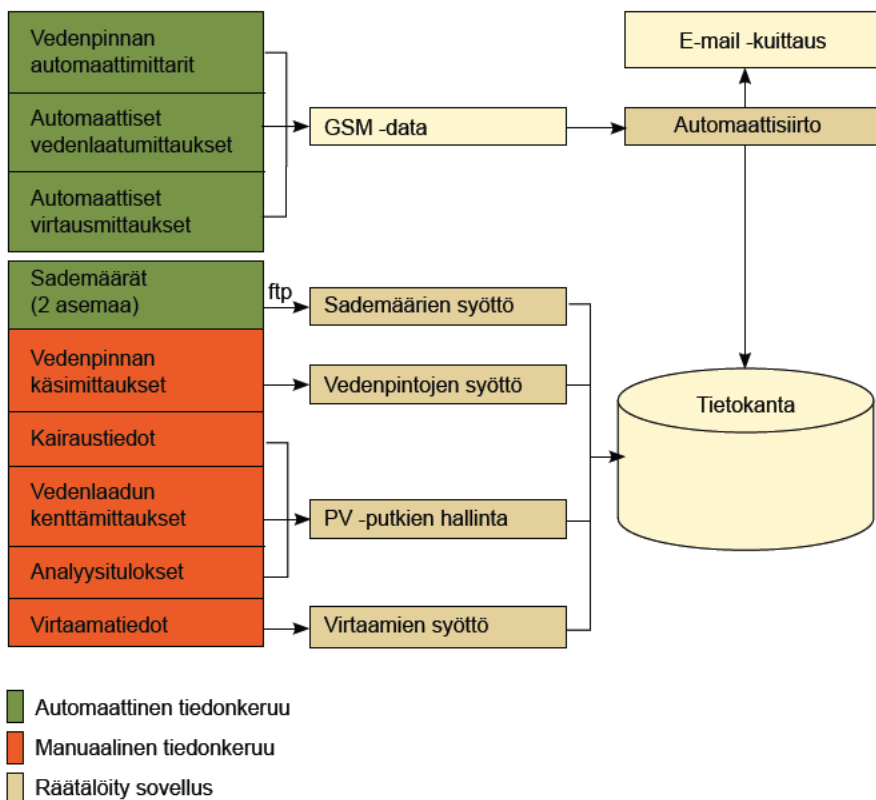 Vedenpinnan
automaattimittarit
Automaattiset
vedenlaatumittaukset
Automaattiset
virtausmittaukset
GSM -data
E-mail -kuittaus
Automaattisiirto
Sademäärät
(2 asemaa)
ftp
Sademäärien syöttö
Vedenpinnan
käsimittaukset
Vedenpintojen syöttö
Kairaustiedot
Vedenlaadun
kenttämittaukset
Analyysitulokset
PV -putkien hallinta
Virtaamatiedot
Virtaamien syöttö
Tietokanta
Automaattinen tiedonkeruu
Manuaalinen tiedonkeruu
Räätälöity sovellus